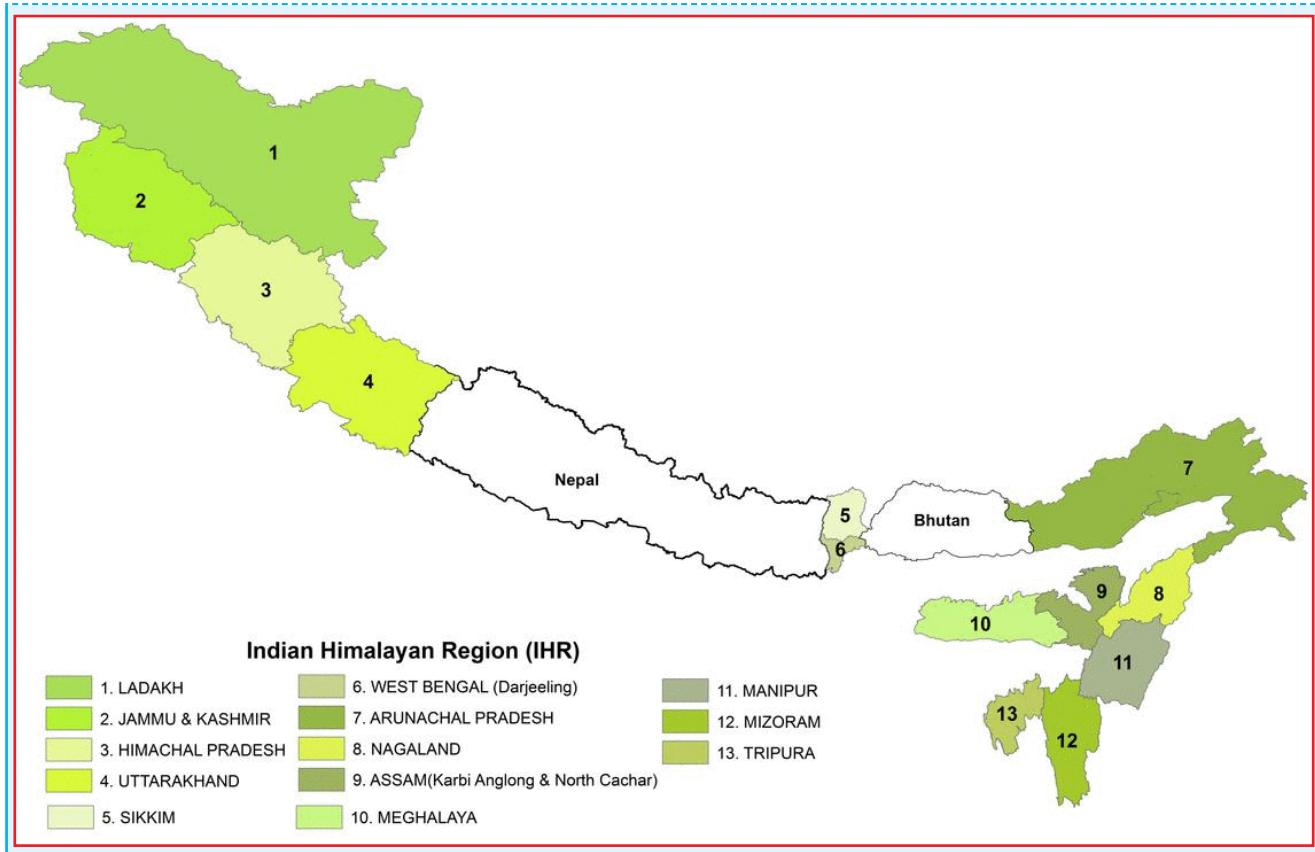 1
2
3
4
Nepal
5
6
Bhutan
7
8
9
10
11
12
13
Indian Himalayan Region (IHR)
1. LADAKH
2. JAMMU & KASHMIR
3. HIMACHAL PRADESH
4. UTTARAKHAND
5. SIKKIM
6. WEST BENGAL (Darjeeling)
7. ARUNACHAL PRADESH
8. NAGALAND
9. ASSAM(Karbi Anglong & North Cachar)
10. MEGHALAYA
11. MANIPUR
12. MIZORAM
13. TRIPURA